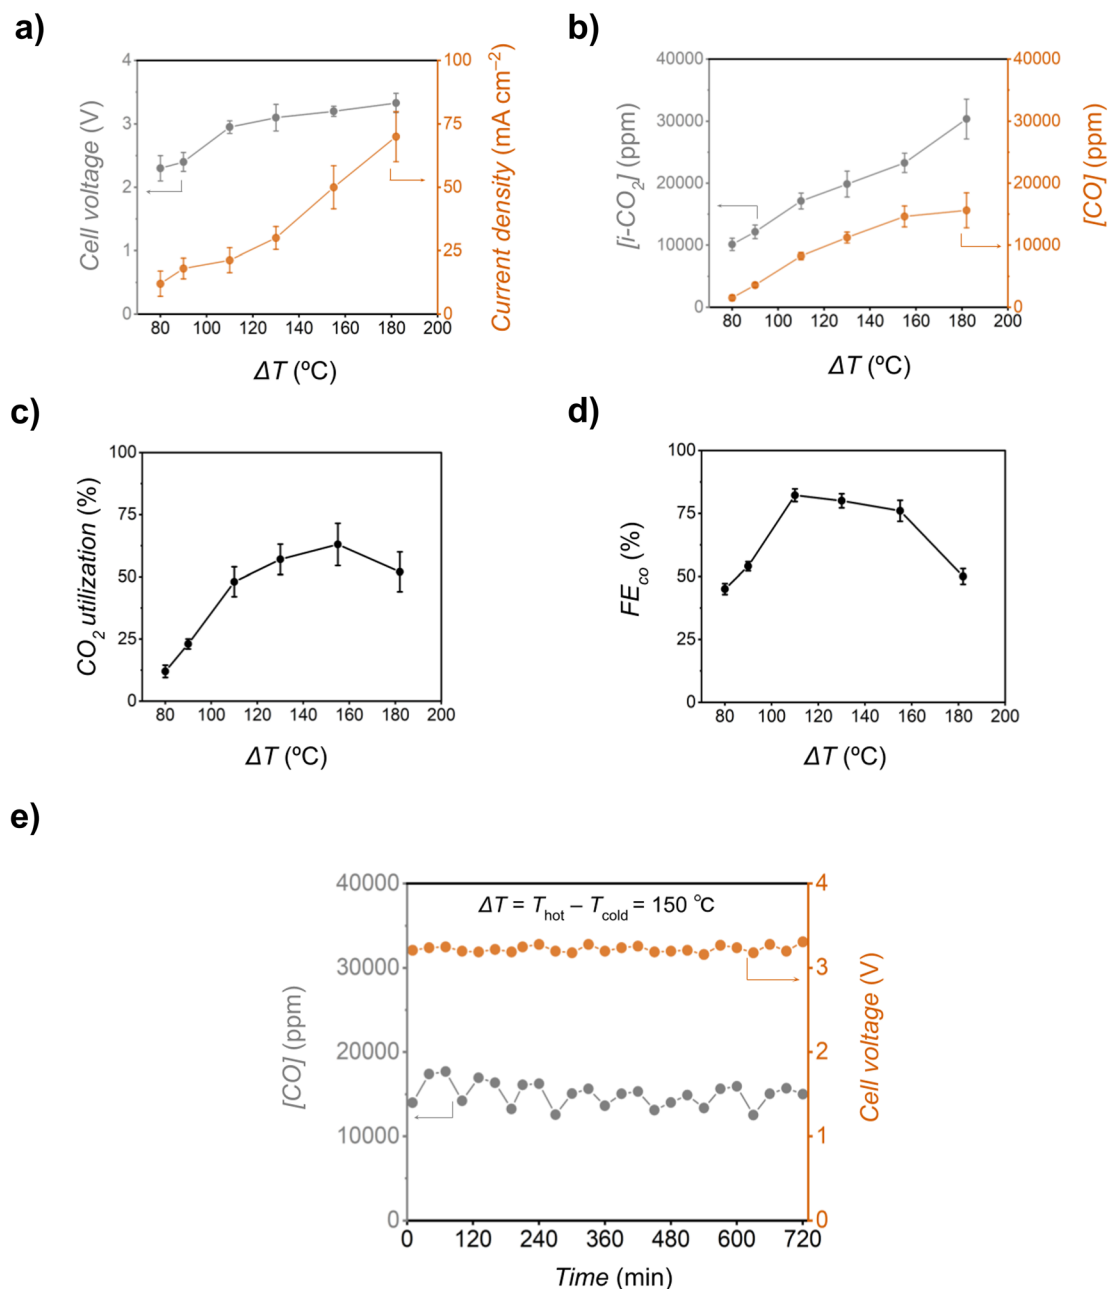 a)
Cell voltage (V)
4
3
2
1
0
80 100 120 140 160 180 200
ΔT (ºC)
100
75
50
25
0
Current density (mA cm⁻²)
b)
[i-CO₂] (ppm)
40000
30000
20000
10000
0
80 100 120 140 160 180 200
ΔT (ºC)
40000
30000
20000
10000
0
[CO] (ppm)
c)
CO₂ utilization (%)
100
75
50
25
0
80 100 120 140 160 180 200
ΔT (ºC)
d)
FE_co (%)
100
75
50
25
0
80 100 120 140 160 180 200
ΔT (ºC)
e)
[CO] (ppm)
40000
30000
20000
10000
0
ΔT = T_hot – T_cold = 150 °C
0 120 240 360 480 600 720
Time (min)
4
3
2
1
0
Cell voltage (V)